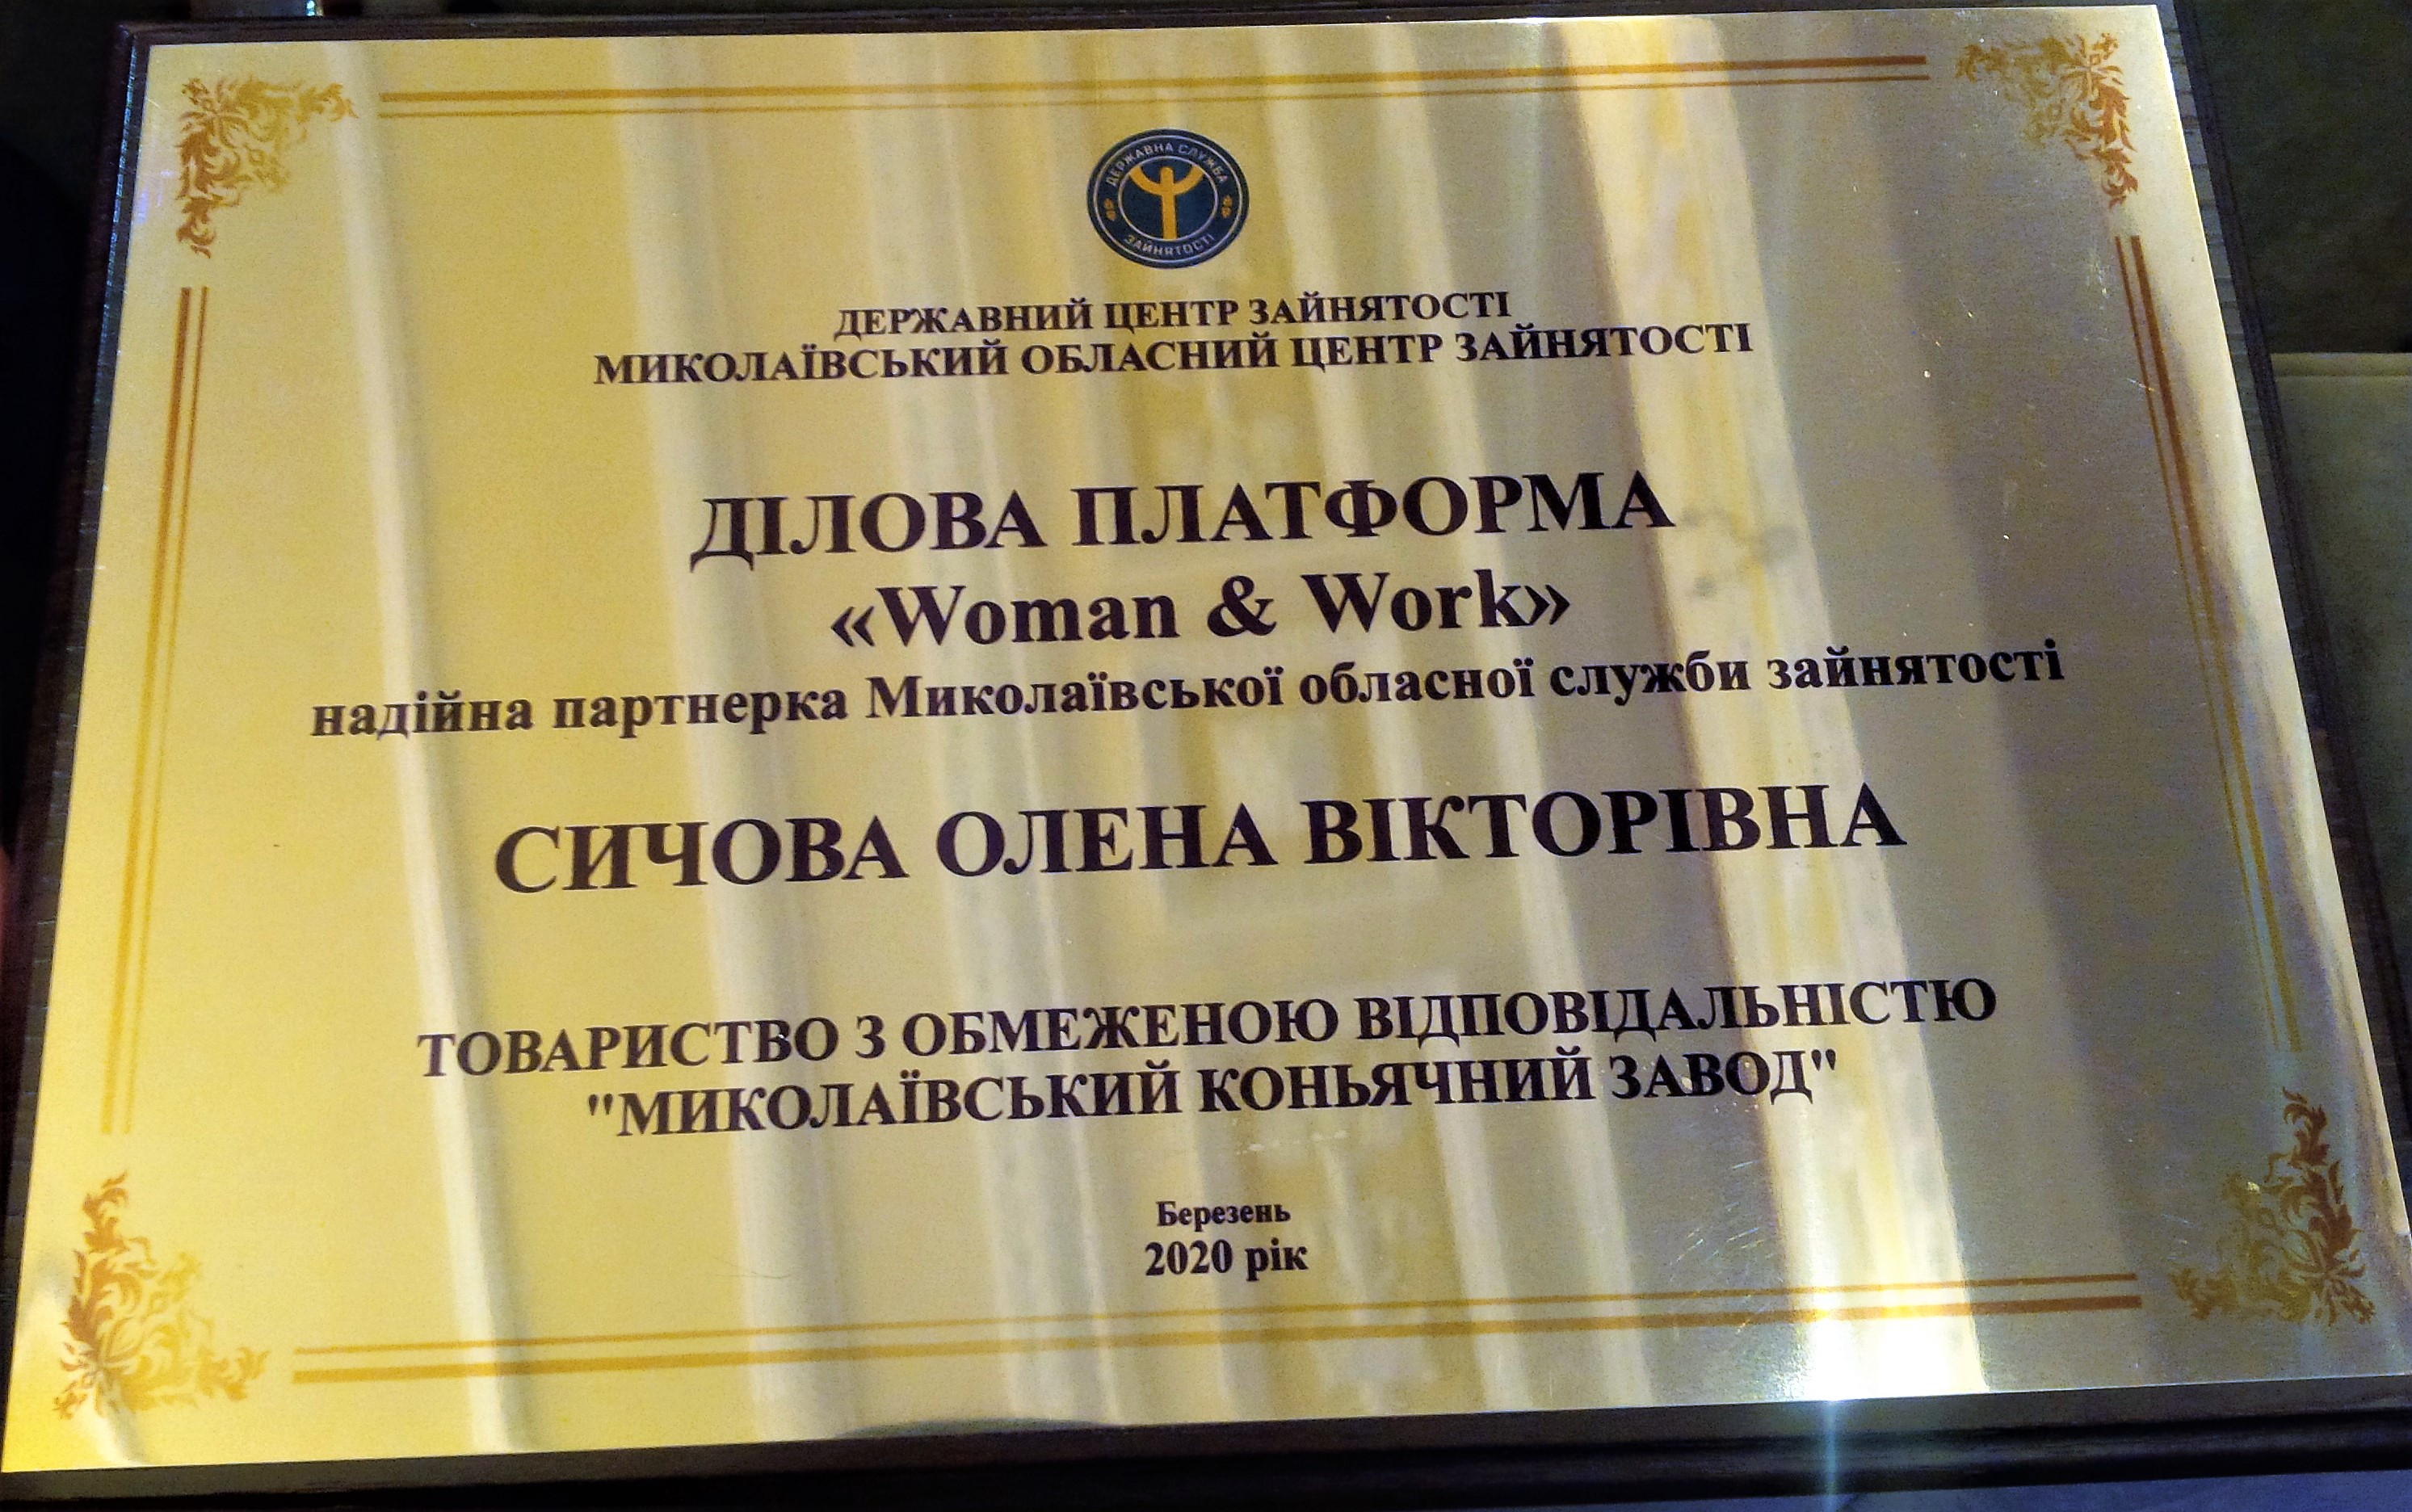 ДЕРЖАВНА СЛУЖБА
ЗАЙНЯТОСТІ
ДЕРЖАВНИЙ ЦЕНТР ЗАЙНЯТОСТІ
МИКОЛАЇВСЬКИЙ ОБЛАСНИЙ ЦЕНТР ЗАЙНЯТОСТІ
ДІЛОВА ПЛАТФОРМА
«Woman & Work»
надійна партнерка Миколаївської обласної служби зайнятості
СИЧОВА ОЛЕНА ВІКТОРІВНА
ТОВАРИСТВО З ОБМЕЖЕНОЮ ВІДПОВІДАЛЬНІСТЮ
"МИКОЛАЇВСЬКИЙ КОНЬЯЧНИЙ ЗАВОД"
Березень
2020 рік